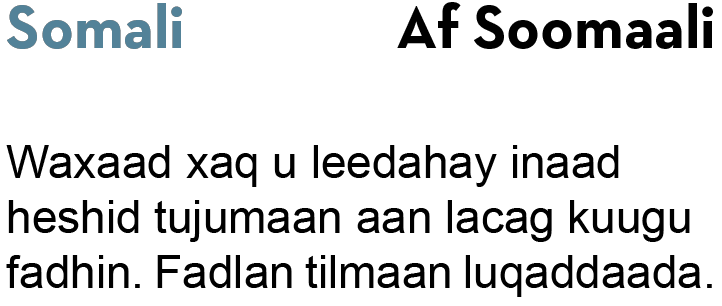 Somali Af Soomaali
Waxaad xaq u leedahay inaad
heshid tujumaan aan lacag kuugu
fadhin. Fadlan tilmaan luqaddaada.